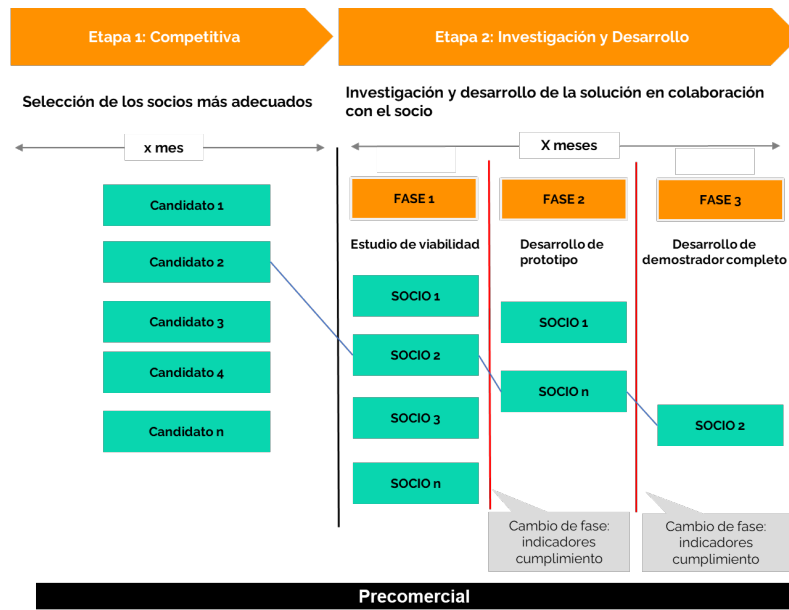 Etapa 1: Competitiva
Etapa 2: Investigación y Desarrollo
Selección de los socios más adecuados
Investigación y desarrollo de la solución en colaboración
con el socio
x mes
X meses
Candidato 1
Candidato 2
Candidato 3
Candidato 4
Candidato n
FASE 1
Estudio de viabilidad
SOCIO 1
SOCIO 2
SOCIO 3
SOCIO n
FASE 2
Desarrollo de
prototipo
SOCIO 1
SOCIO n
FASE 3
Desarrollo de
demostrador completo
SOCIO 2
Cambio de fase:
indicadores
cumplimiento
Cambio de fase:
indicadores
cumplimiento
Precomercial